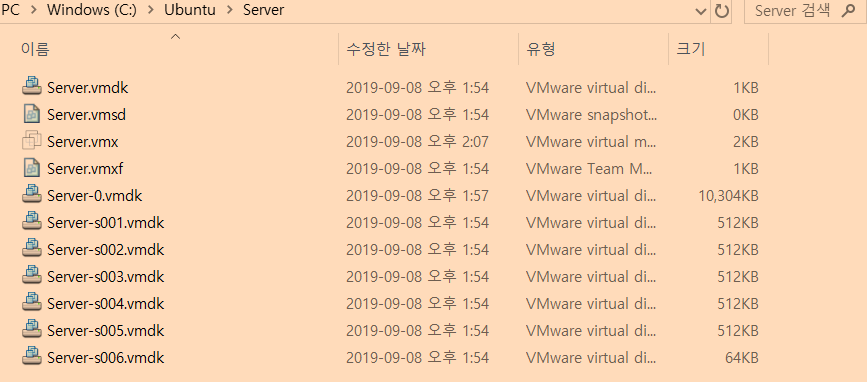 PC > Windows (C:) > Ubuntu > Server Server 검색
이름 수정한 날짜 유형 크기
Server.vmdk 2019-09-08 오후 1:54 VMware virtual di... 1KB
Server.vmsd 2019-09-08 오후 1:54 VMware snapshot... 0KB
Server.vmx 2019-09-08 오후 2:07 VMware virtual m... 2KB
Server.vmxf 2019-09-08 오후 1:54 VMware Team M... 1KB
Server-0.vmdk 2019-09-08 오후 1:57 VMware virtual di... 10,304KB
Server-s001.vmdk 2019-09-08 오후 1:54 VMware virtual di... 512KB
Server-s002.vmdk 2019-09-08 오후 1:54 VMware virtual di... 512KB
Server-s003.vmdk 2019-09-08 오후 1:54 VMware virtual di... 512KB
Server-s004.vmdk 2019-09-08 오후 1:54 VMware virtual di... 512KB
Server-s005.vmdk 2019-09-08 오후 1:54 VMware virtual di... 512KB
Server-s006.vmdk 2019-09-08 오후 1:54 VMware virtual di... 64KB